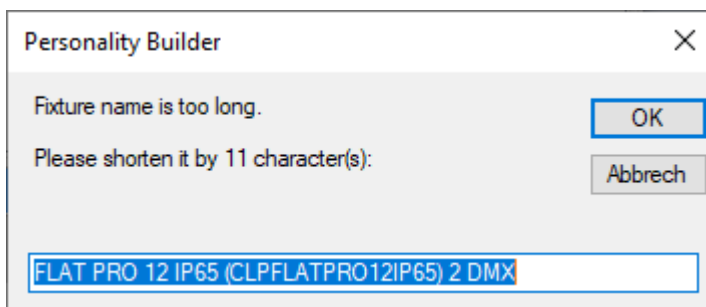 Personality Builder
Fixture name is too long.
OK
Please shorten it by 11 character(s):
Abbrech
FLAT PRO 12 IP65 (CLPFLATPRO12IP65) 2 DMX